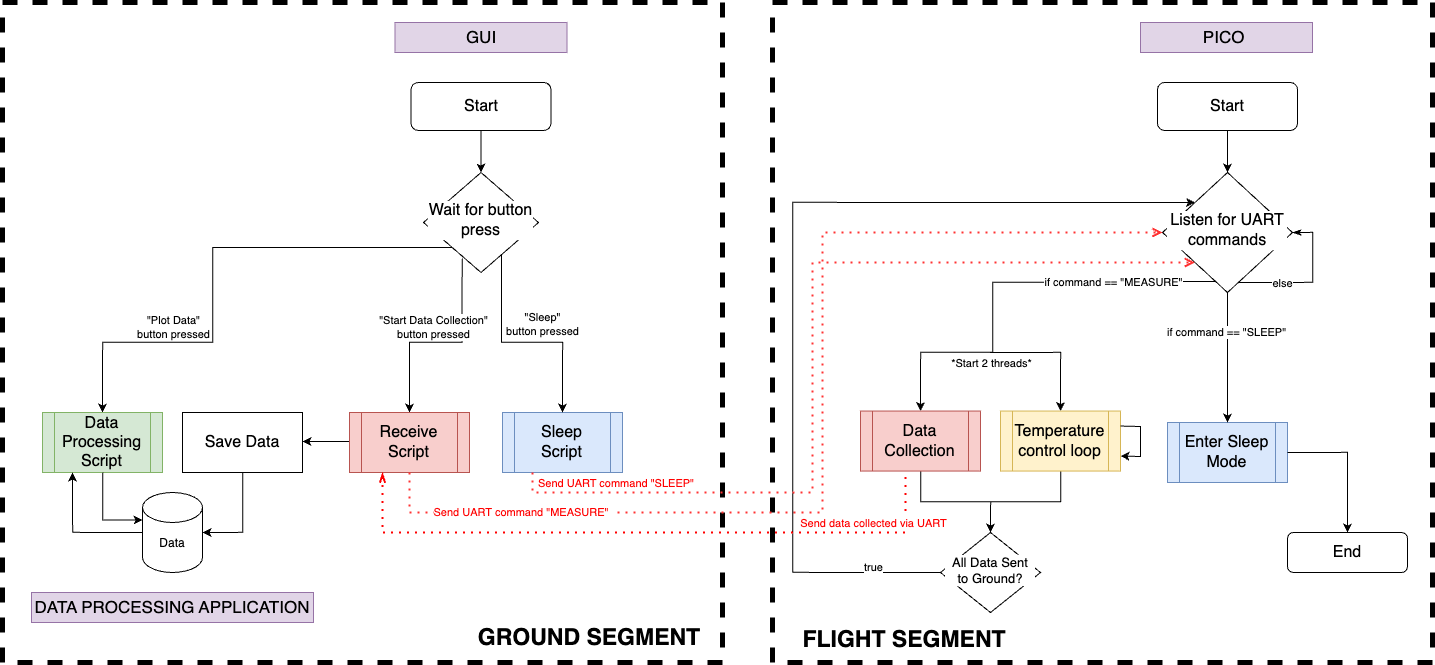 GUI
Start
Wait for button
press
"Plot Data"
button pressed
"Start Data Collection"
button pressed
"Sleep"
button pressed
Data
Processing
Script
Save Data
Receive
Script
Sleep
Script
Send UART command "SLEEP"
Send UART command "MEASURE"
Data
DATA PROCESSING APPLICATION
GROUND SEGMENT
PICO
Start
Listen for UART
commands
if command == "MEASURE"
else
if command == "SLEEP"
*Start 2 threads*
Data
Collection
Temperature
control loop
Enter Sleep
Mode
Send data collected via UART
All Data Sent
to Ground?
true
End
FLIGHT SEGMENT